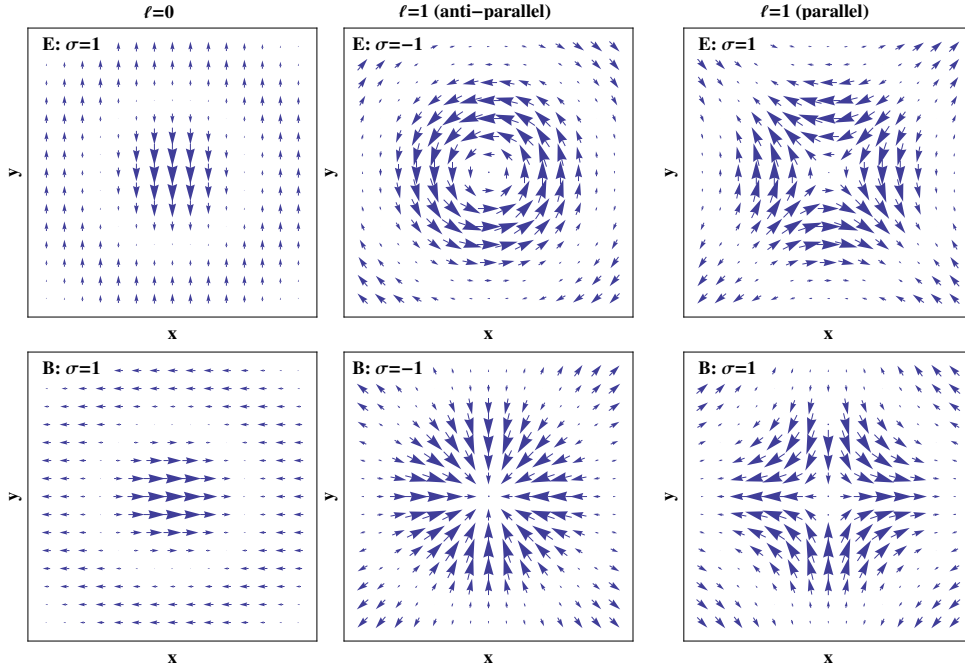 ℓ=0
ℓ=1 (anti-parallel)
ℓ=1 (parallel)
E: σ=1
E: σ=-1
E: σ=1
y
y
y
x
x
x
B: σ=1
B: σ=-1
B: σ=1
y
y
y
x
x
x